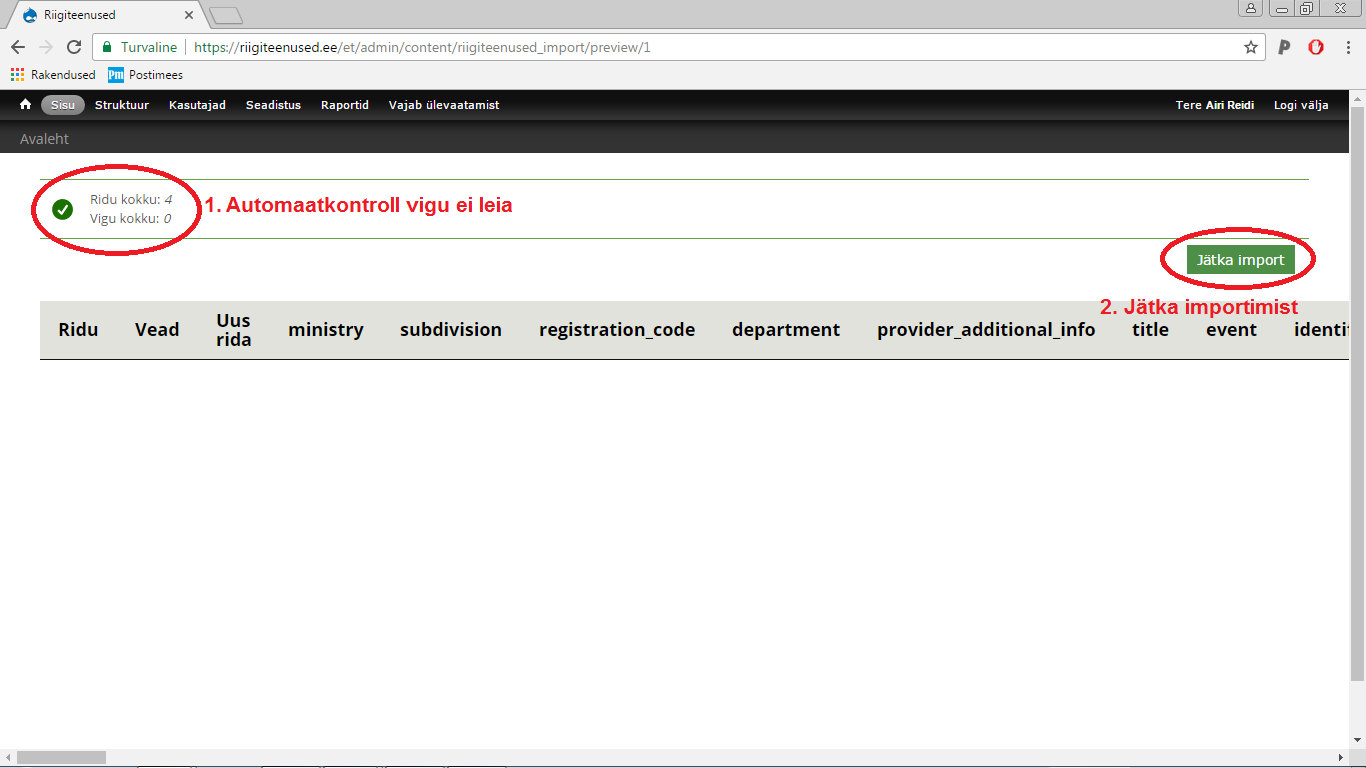 Riigiteenused
Turvaline
https://riigiteenused.ee/et/admin/content/riigiteenused_import/preview/1
Rakendused Postimees
Sisu Struktuur Kasutajad Seadistus Raportid Vajab ülevaatamist Tere Airi Reidi Logi välja
Avaleht
Ridu kokku: 4
Vigu kokku: 0
1. Automaatkontroll vigu ei leia
Jätka import
2. Jätka importimist
Ridu Vead Uus rida ministry subdivision registration_code department provider_additional_info title event identif